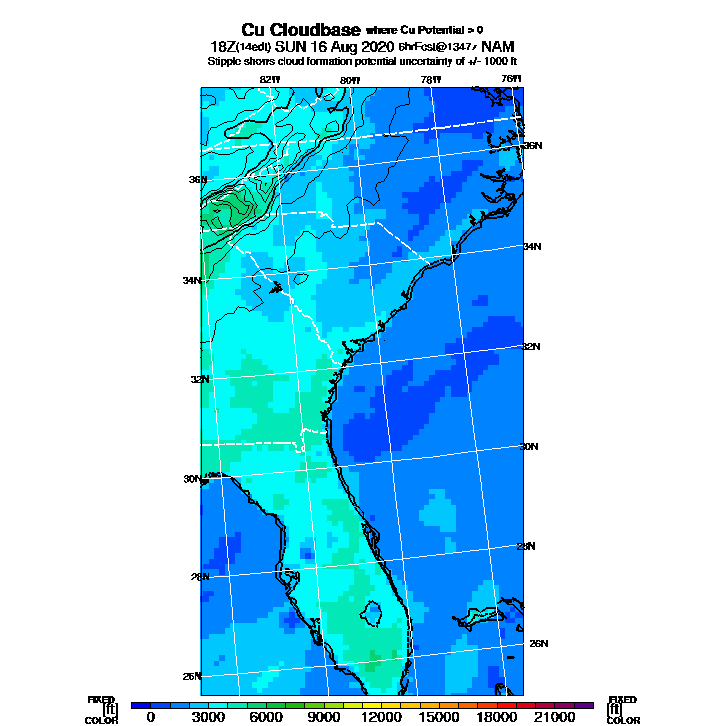 Cu Cloudbase where Cu Potential > 0
18Z(14edt) SUN 16 Aug 2020 6hrFcst@1347z NAM
Stipple shows cloud formation potential uncertainty of +/- 1000 ft
82W 80W 78W 76W
36N 36N
34N 34N
32N 32N
30N 30N
28N 28N
26N 26N
FIXED FIXED
[ft] [ft]
COLOR COLOR
0 3000 6000 9000 12000 15000 18000 21000